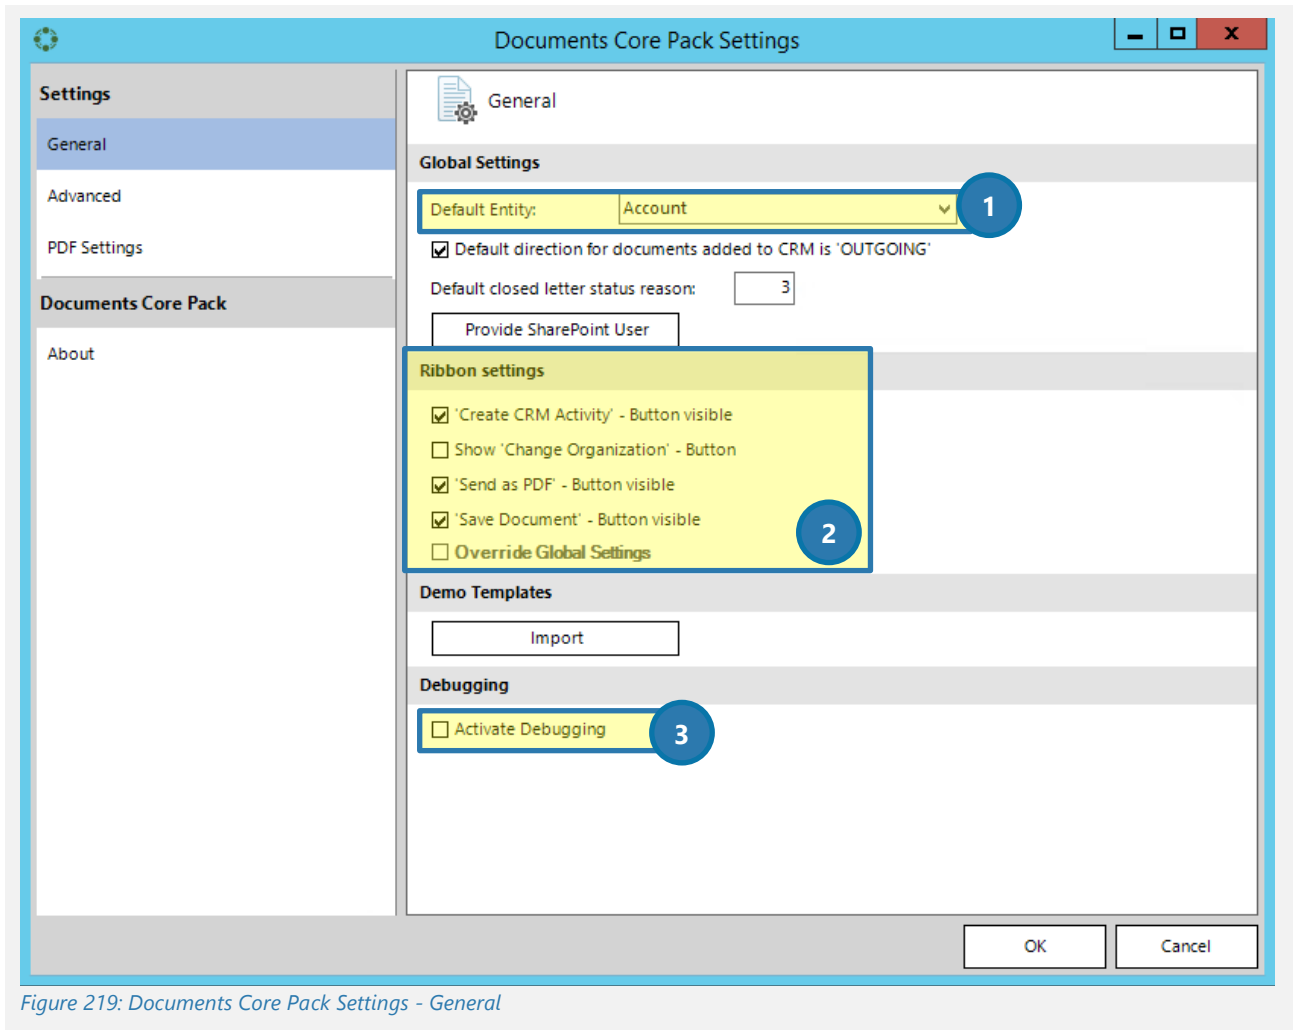 Documents Core Pack Settings
X
Settings
General
Advanced
PDF Settings
Documents Core Pack
About
General
Global Settings
Default Entity: Account
1
Default direction for documents added to CRM is 'OUTGOING'
Default closed letter status reason: 3
Provide SharePoint User
Ribbon settings
'Create CRM Activity' - Button visible
Show 'Change Organization' - Button
'Send as PDF' - Button visible
'Save Document' - Button visible
2
Override Global Settings
Demo Templates
Import
Debugging
Activate Debugging
3
OK Cancel
Figure 219: Documents Core Pack Settings - General